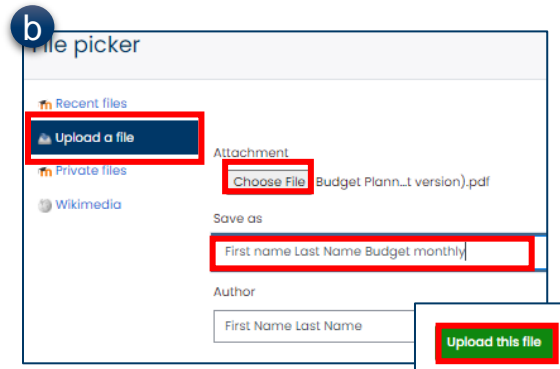 b
File picker
Recent files
Upload a file
Private files
Wikimedia
Attachment
Choose File Budget Plann...t version).pdf
Save as
First name Last Name Budget monthly
Author
First Name Last Name
Upload this file